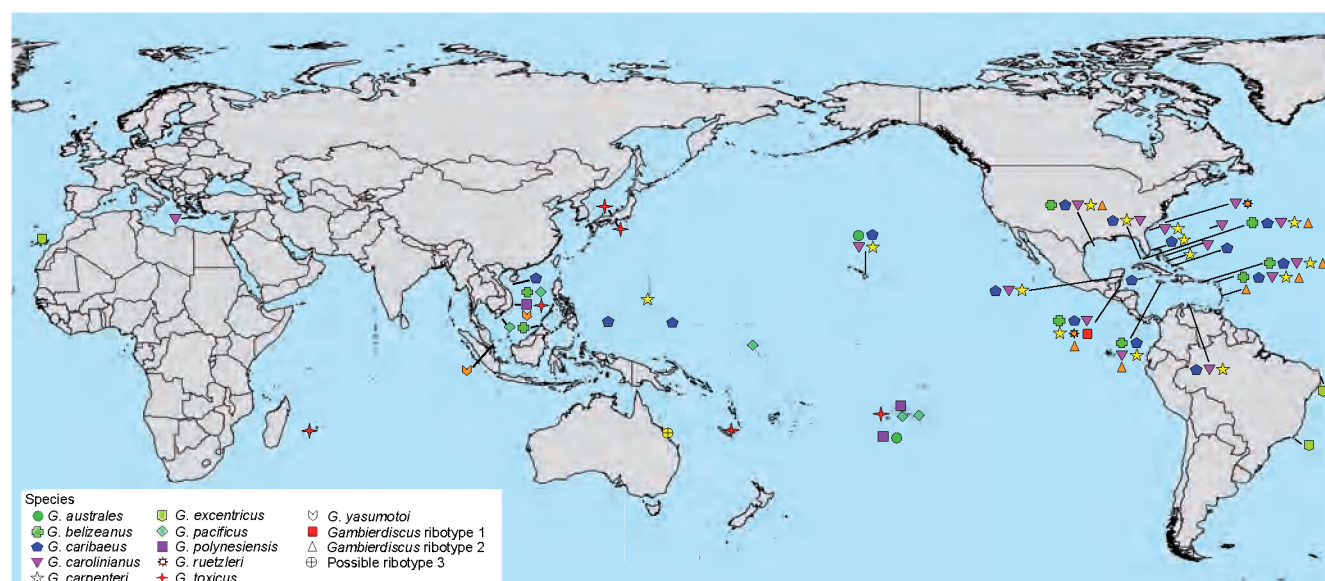 Species
G. australes
G. belizeanus
G. caribaeus
G. carolinianus
G. carpenteri
G. excentricus
G. pacificus
G. polynesiensis
G. ruetzleri
G. toxicus
G. yasumotoi
Gambierdiscus ribotype 1
Gambierdiscus ribotype 2
Possible ribotype 3